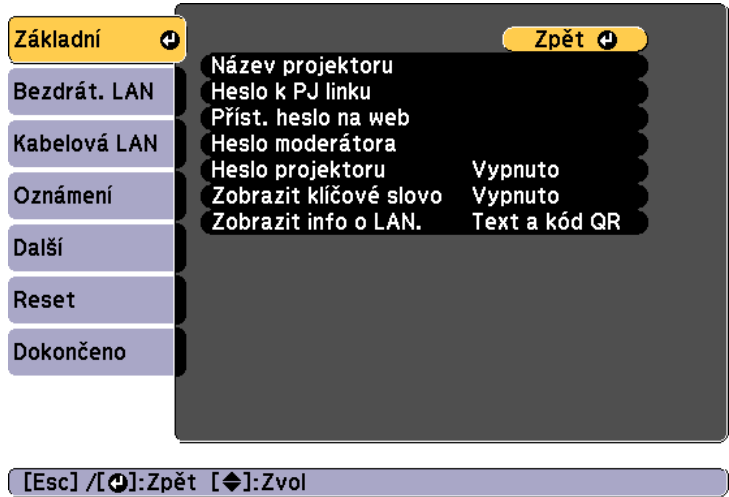 Základní
Bezdrát. LAN
Kabelová LAN
Oznámení
Další
Reset
Dokončeno
Zpět
Název projektoru
Heslo k PJ linku
Příst. heslo na web
Heslo moderátora
Heslo projektoru Vypnuto
Zobrazit klíčové slovo Vypnuto
Zobrazit info o LAN. Text a kód QR
[Esc] /[⏎]:Zpět [◆]:Zvol